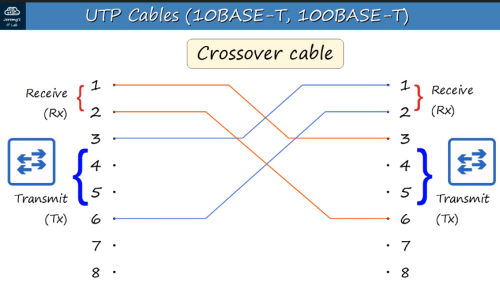 Jeremy's
IT Lab
UTP Cables (10BASE-T, 100BASE-T)
Crossover cable
Receive
(Rx)
Transmit
(Tx)
1
2
3
4
5
6
7
8
1
2
3
4
5
6
7
8
Receive
(Rx)
Transmit
(Tx)